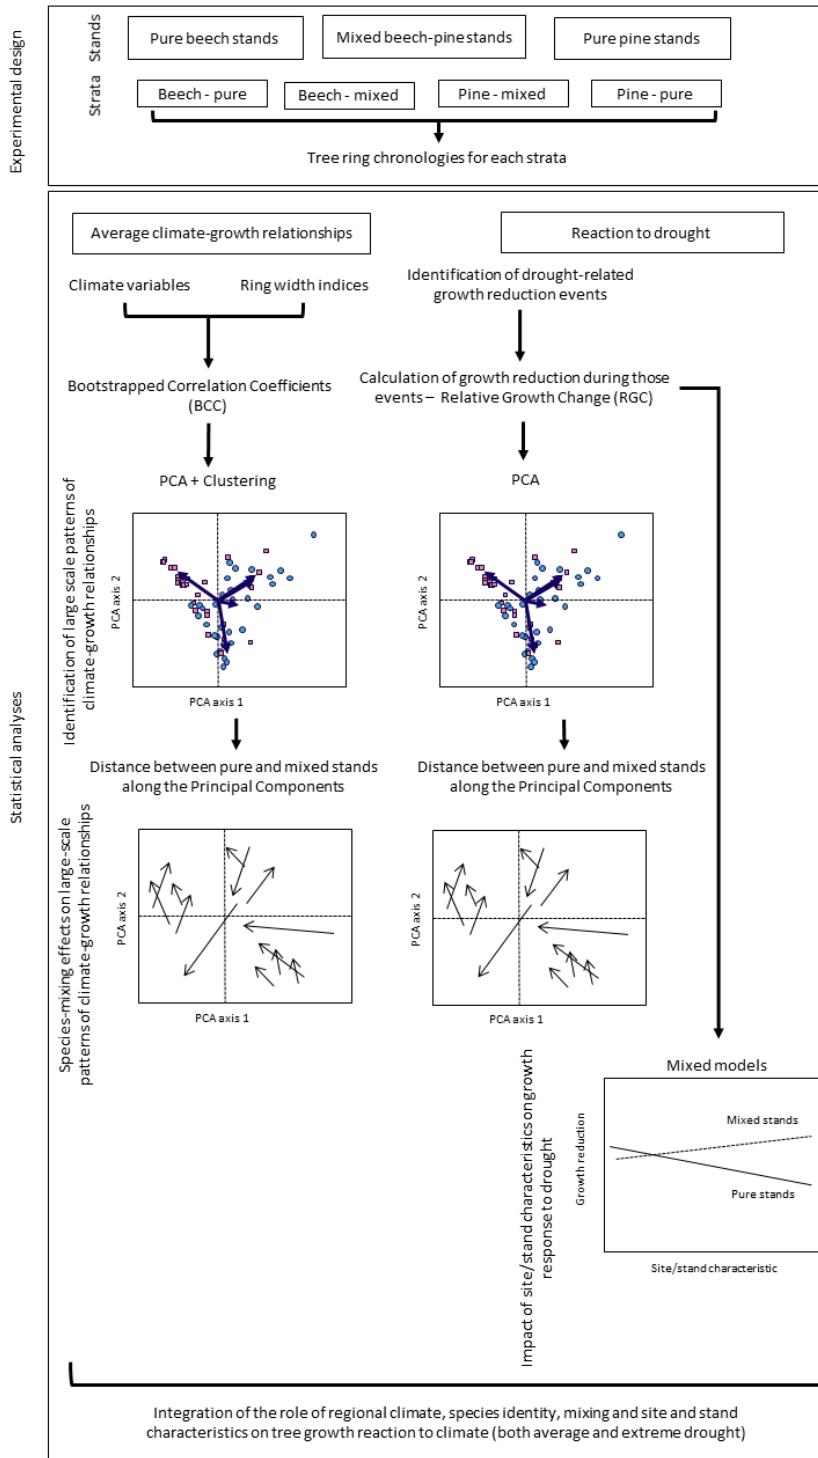 Experimental design
Stands
Pure beech stands
Mixed beech-pine stands
Pure pine stands
Strata
Beech - pure
Beech - mixed
Pine - mixed
Pine - pure
Tree ring chronologies for each strata
Statistical analyses
Average climate-growth relationships
Reaction to drought
Climate variables
Ring width indices
Identification of drought-related
growth reduction events
Bootstrapped Correlation Coefficients
(BCC)
Calculation of growth reduction during those
events – Relative Growth Change (RGC)
Identification of large scale patterns of
climate-growth relationships
PCA + Clustering
PCA axis 2
PCA axis 1
PCA
PCA axis 2
PCA axis 1
Distance between pure and mixed stands
along the Principal Components
Distance between pure and mixed stands
along the Principal Components
Species-mixing effects on large-scale
patterns of climate-growth relationships
PCA axis 2
PCA axis 1
PCA axis 2
PCA axis 1
Impact of site/stand characteristics on growth
response to drought
Mixed models
Growth reduction
Mixed stands
Pure stands
Site/stand characteristic
Integration of the role of regional climate, species identity, mixing and site and stand
characteristics on tree growth reaction to climate (both average and extreme drought)